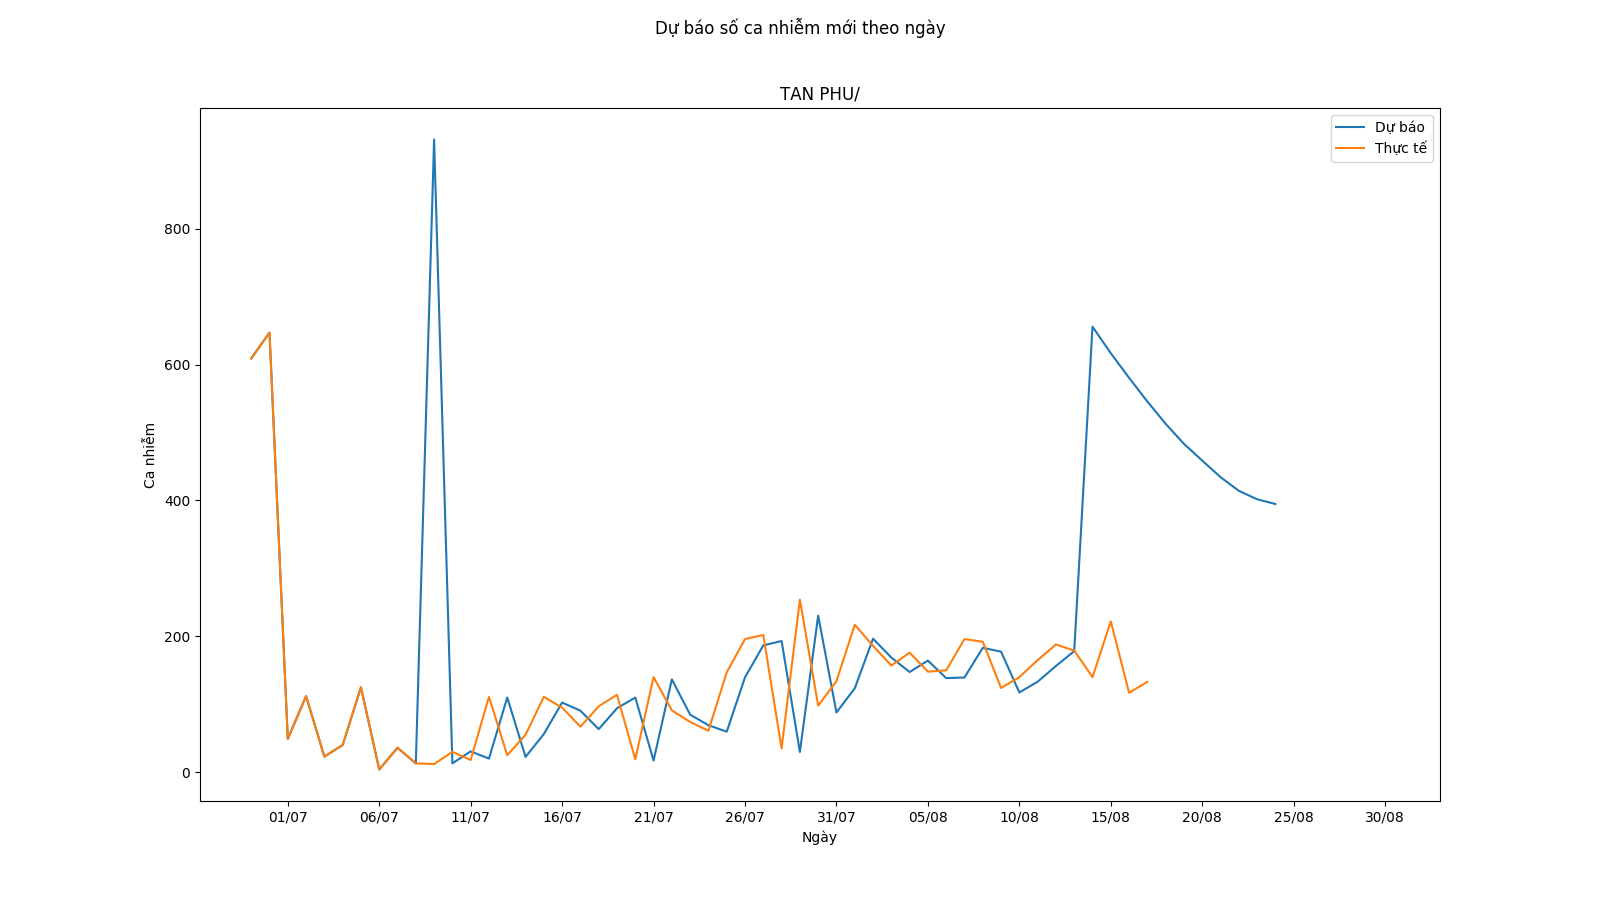 Dự báo số ca nhiễm mới theo ngày
TAN PHU/
Dự báo
Thực tế
800
600
400
200
0
Ca nhiễm
01/07 06/07 11/07 16/07 21/07 26/07 31/07 05/08 10/08 15/08 20/08 25/08 30/08
Ngày